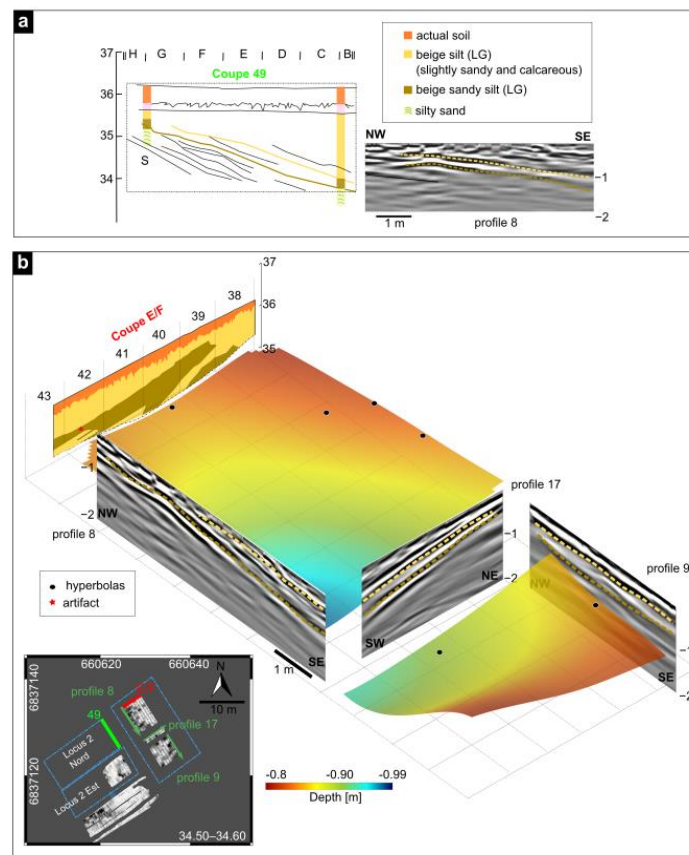 a
37
36
35
34
H G F E D C B
Coupe 49
S
actual soil
beige silt (LG)
(slightly sandy and calcareous)
beige sandy silt (LG)
silty sand
NW
SE
−1
−2
1 m
profile 8
b
37
36
35
Coupe E/F
38
39
40
41
42
43
−1
−2
NW
profile 8
SE
1 m
profile 17
−1
−2
NE
SW
profile 9
NW
−1
−2
SE
hyperbolas
artifact
660620 660640
6837140
6837120
N
10 m
profile 8
49
profile 17
profile 9
Locus 2
Nord
Locus 2 Est
34.50–34.60
-0.8 -0.90 -0.99
Depth [m]